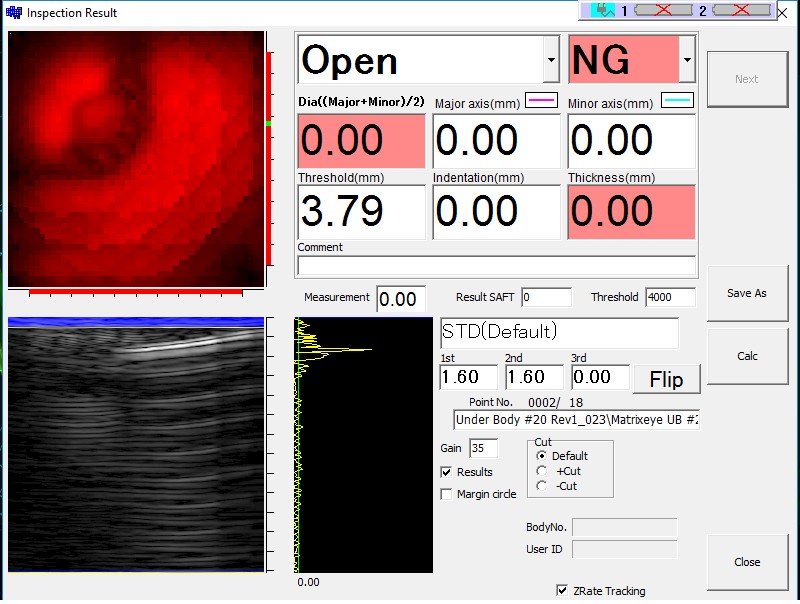 Inspection Result
1 2
Open NG
Next
Dia((Major+Minor)/2) Major axis(mm) Minor axis(mm)
0.00 0.00 0.00
Threshold(mm) Indentation(mm) Thickness(mm)
3.79 0.00 0.00
Comment
Measurement 0.00 Result SAFT 0 Threshold 4000
Save As
STD(Default)
Calc
1st 2nd 3rd
1.60 1.60 0.00 Flip
Point No. 0002/ 18
Under Body #20 Rev1_023\Matrixeye UB #2
Gain 35
Cut
Default
Results
+Cut
-Cut
Margin circle
BodyNo.
User ID
Close
0.00
ZRate Tracking